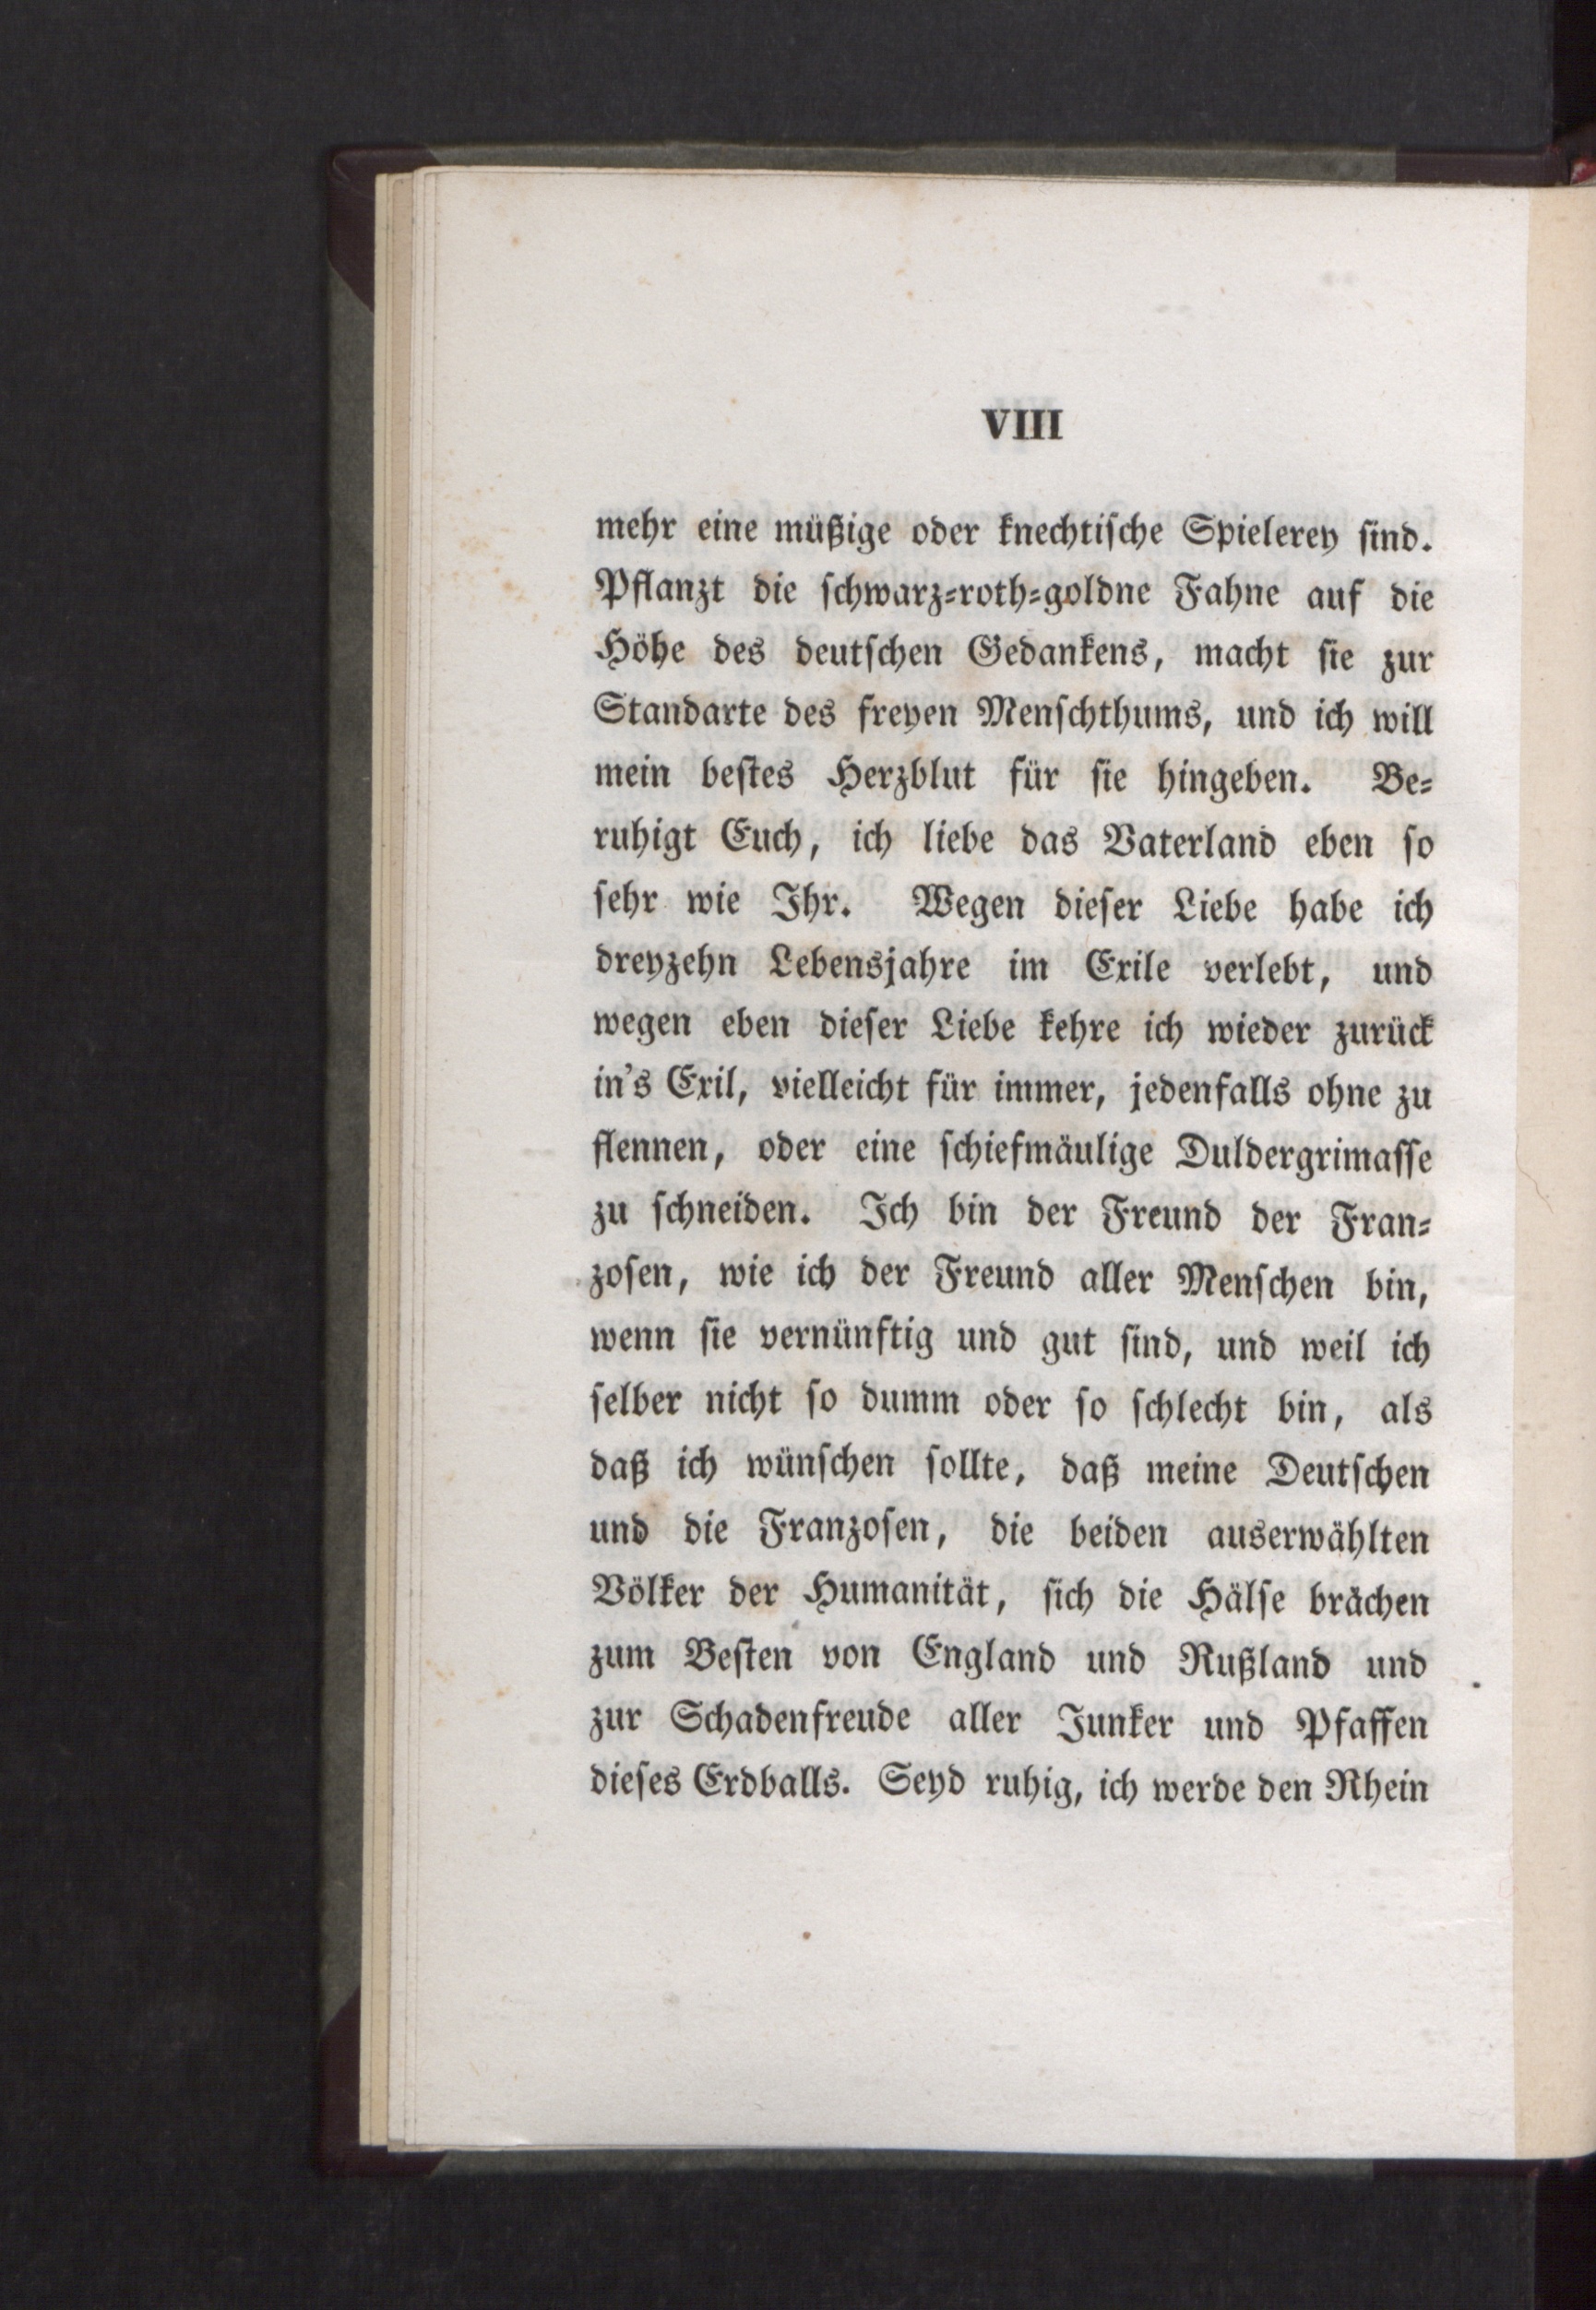 VIII
mehr eine müßige oder knechtiſche Spielerey ſind.
Pflanzt die ſchwarz=roth=goldne Fahne auf die
Höhe des deutſchen Gedankens, macht ſie zur
Standarte des freyen Menſchthums, und ich will
mein beſtes Herzblut für ſie hingeben. Be=
ruhigt Euch, ich liebe das Vaterland eben ſo
ſehr wie Ihr. Wegen dieſer Liebe habe ich
dreyzehn Lebensjahre im Exile verlebt, und
wegen eben dieſer Liebe kehre ich wieder zurück
in's Exil, vielleicht für immer, jedenfalls ohne zu
flennen, oder eine ſchiefmäulige Duldergrimaſſe
zu ſchneiden. Ich bin der Freund der Fran=
zoſen, wie ich der Freund aller Menſchen bin,
wenn ſie vernünftig und gut ſind, und weil ich
ſelber nicht ſo dumm oder ſo ſchlecht bin, als
daß ich wünſchen ſollte, daß meine Deutſchen
und die Franzoſen, die beiden auserwählten
Völker der Humanität, ſich die Hälſe brächen
zum Beſten von England und Rußland und
zur Schadenfreude aller Junker und Pfaffen
dieſes Erdballs. Seyd ruhig, ich werde den Rhein